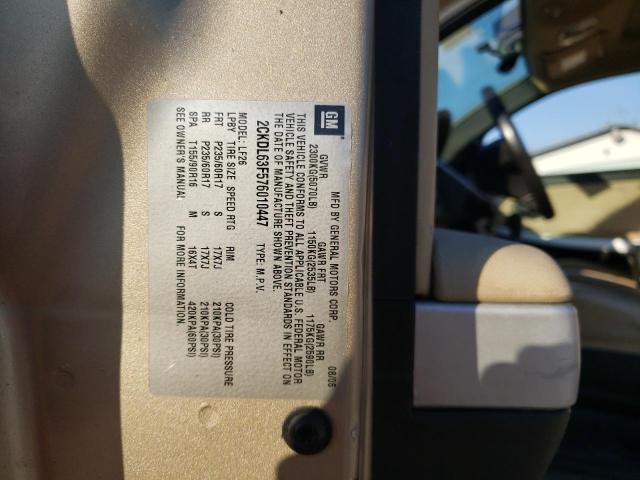 GM
MFD BY GENERAL MOTORS CORP. 08/06
GVWR GAWR FRT GAWR RR
2300KG(5070LB) 1150KG(2535LB) 1175KG(2590LB)
THIS VEHICLE CONFORMS TO ALL APPLICABLE U.S. FEDERAL MOTOR
VEHICLE SAFETY AND THEFT PREVENTION STANDARDS IN EFFECT ON
THE DATE OF MANUFACTURE SHOWN ABOVE.
2CKDL63F576010447 TYPE: M.P.V.
MODEL: LF26
LPBY TIRE SIZE SPEED RTG RIM COLD TIRE PRESSURE
FRT P235/60R17 S 17X7J 210KPA(30PSI)
RR P235/60R17 S 17X7J 210KPA(30PSI)
SPA T155/90R16 M 16X4T 420KPA(60PSI)
SEE OWNER'S MANUAL FOR MORE INFORMATION.